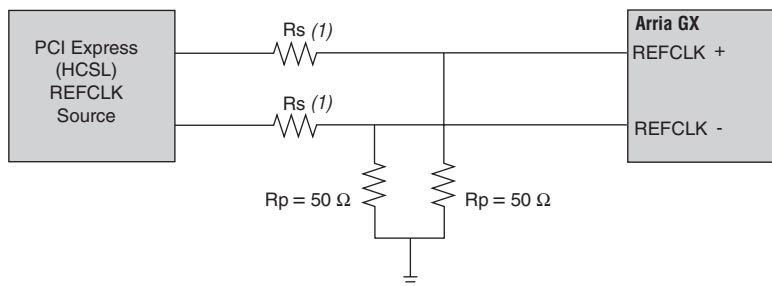 PCI Express
(HCSL)
REFCLK
Source
Rs (1)
Rs (1)
Rp = 50 Ω
Rp = 50 Ω
Arria GX
REFCLK +
REFCLK -